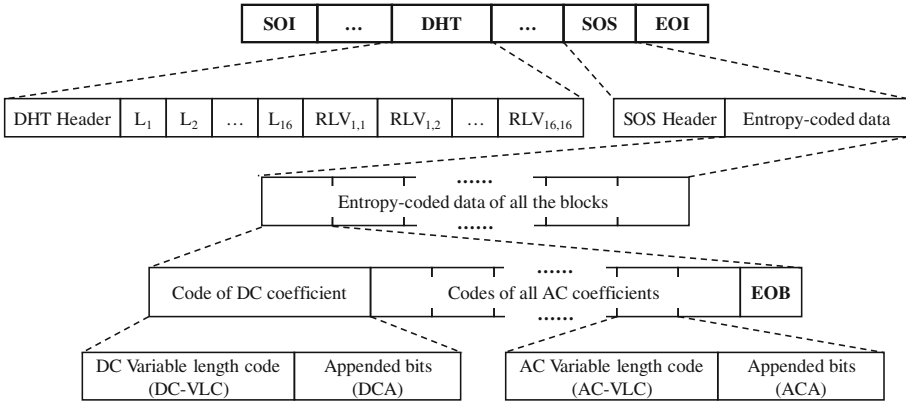 SOI ... DHT ... SOS EOI
DHT Header L1 L2 ... L16 RLV1,1 RLV1,2 ... RLV16,16 SOS Header Entropy-coded data
......
Entropy-coded data of all the blocks
......
......
Code of DC coefficient Codes of all AC coefficients EOB
......
DC Variable length code Appended bits AC Variable length code Appended bits
(DC-VLC) (DCA) (AC-VLC) (ACA)